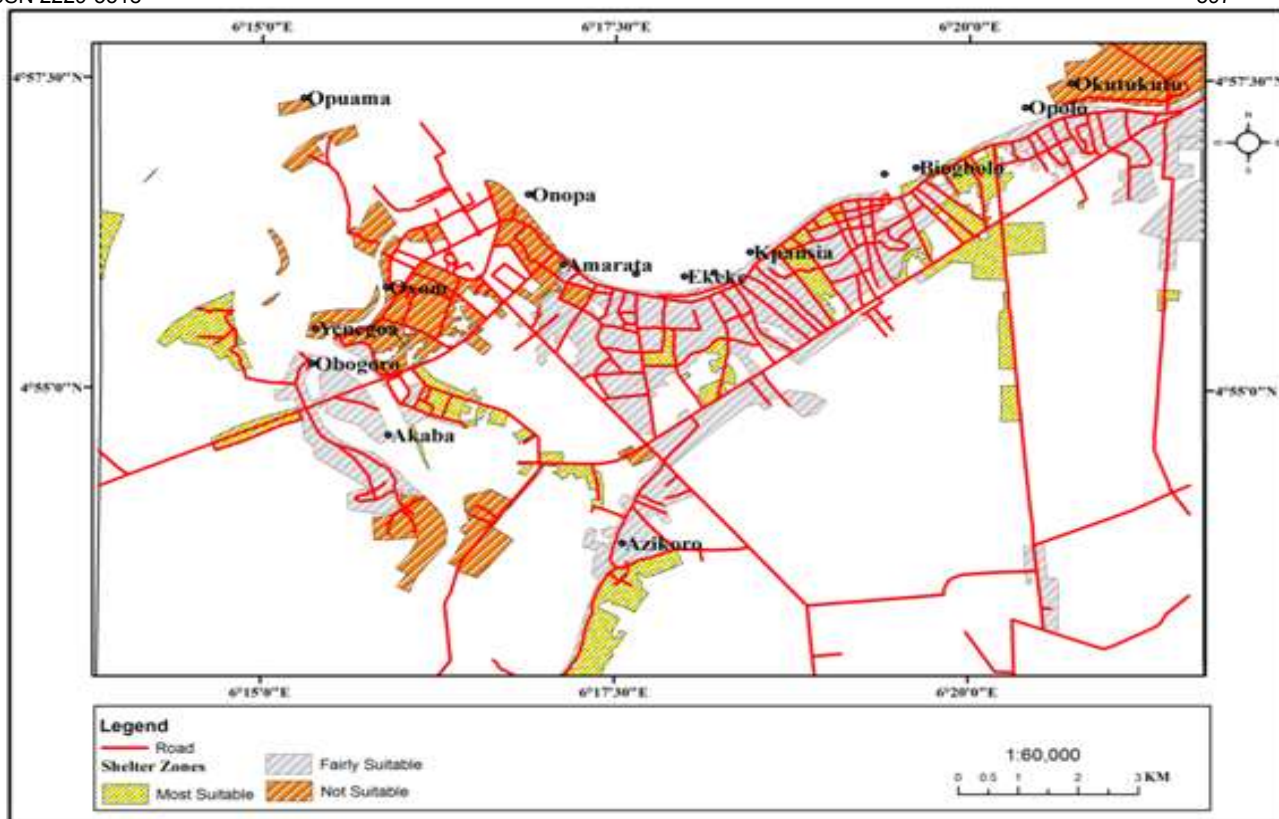 6°15'0"E 6°17'30"E 6°20'0"E
4°57'30"N 4°57'30"N
Opuama
Okutukutu
Opolo
Biogbolo
Onopa
Kpansia
Amarata
Ekeke
Yenegoa
Obogoro
4°55'0"N 4°55'0"N
Akaba
Azikoro
6°15'0"E 6°17'30"E 6°20'0"E
Legend
Road
Shelter Zones
Fairly Suitable
Most Suitable
Not Suitable
1:60,000
0 0.5 1 2 3 KM